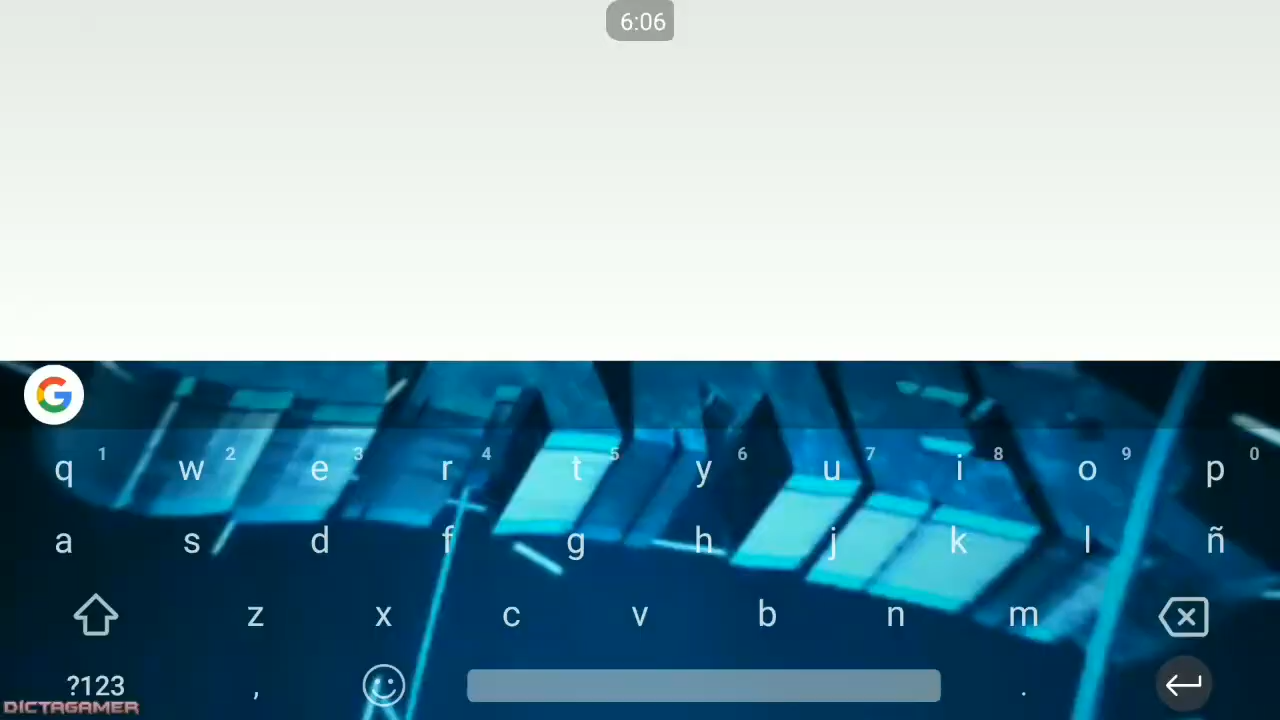 6:06
G
q 1 w 2 e 3 r 4 t 5 y 6 u 7 i 8 o 9 p 0
a s d f g h j k l ñ
z x c v b n m
?123 , .
DICTAGAMER